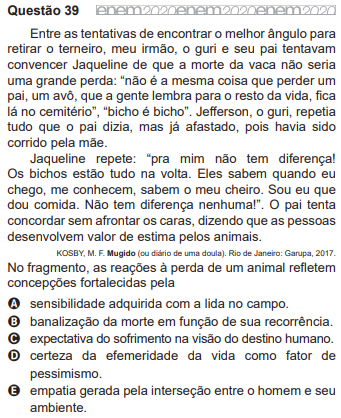 Questão 39 enem2020enem2020enem2020
Entre as tentativas de encontrar o melhor ângulo para
retirar o terneiro, meu irmão, o guri e seu pai tentavam
convencer Jaqueline de que a morte da vaca não seria
uma grande perda: “não é a mesma coisa que perder um
pai, um avô, que a gente lembra para o resto da vida, fica
lá no cemitério”, “bicho é bicho”. Jefferson, o guri, repetia
tudo que o pai dizia, mas já afastado, pois havia sido
corrido pela mãe.
Jaqueline repete: “pra mim não tem diferença!
Os bichos estão tudo na volta. Eles sabem quando eu
chego, me conhecem, sabem o meu cheiro. Sou eu que
dou comida. Não tem diferença nenhuma!”. O pai tenta
concordar sem afrontar os caras, dizendo que as pessoas
desenvolvem valor de estima pelos animais.
KOSBY, M. F. Mugido (ou diário de uma doula). Rio de Janeiro: Garupa, 2017.
No fragmento, as reações à perda de um animal refletem
concepções fortalecidas pela
A sensibilidade adquirida com a lida no campo.
B banalização da morte em função de sua recorrência.
C expectativa do sofrimento na visão do destino humano.
D certeza da efemeridade da vida como fator de
pessimismo.
E empatia gerada pela interseção entre o homem e seu
ambiente.